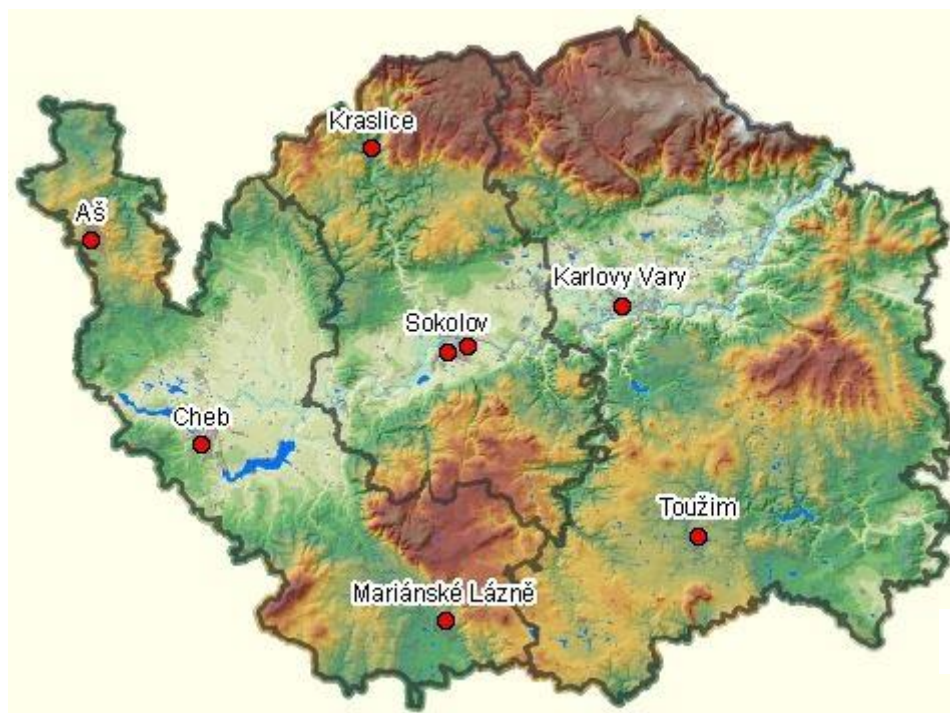 Kraslice
Aš
Karlovy Vary
Sokolov
Cheb
Toužim
Mariánské Lázně